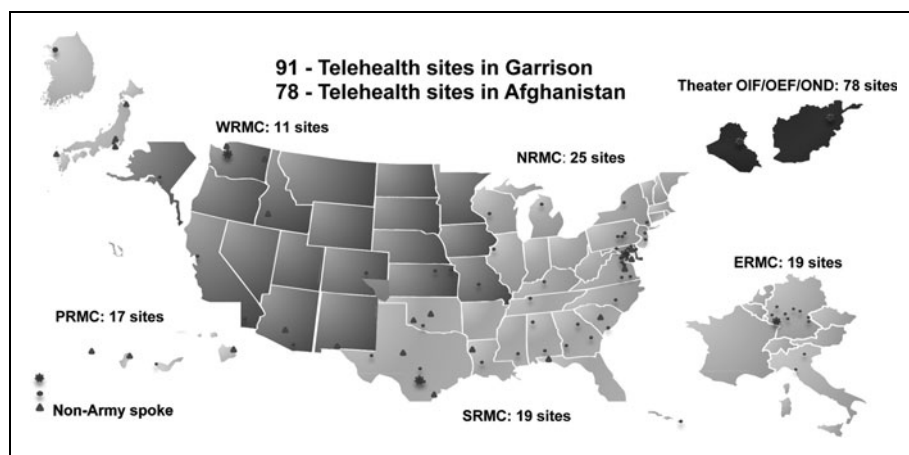 91 - Telehealth sites in Garrison
78 - Telehealth sites in Afghanistan
Theater OIF/OEF/OND: 78 sites
WRMC: 11 sites
NRMC: 25 sites
ERMC: 19 sites
PRMC: 17 sites
Non-Army spoke
SRMC: 19 sites